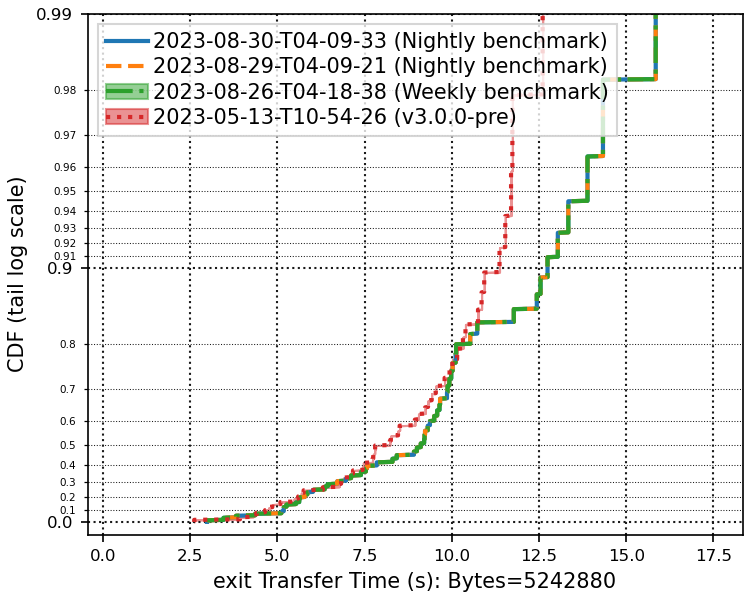 0.99
2023-08-30-T04-09-33 (Nightly benchmark)
2023-08-29-T04-09-21 (Nightly benchmark)
2023-08-26-T04-18-38 (Weekly benchmark)
2023-05-13-T10-54-26 (v3.0.0-pre)
0.98
0.97
0.96
0.95
0.94
0.93
0.92
0.91
0.9
0.8
0.7
0.6
0.5
0.4
0.3
0.2
0.1
0.0
CDF (tail log scale)
0.0 2.5 5.0 7.5 10.0 12.5 15.0 17.5
exit Transfer Time (s): Bytes=5242880